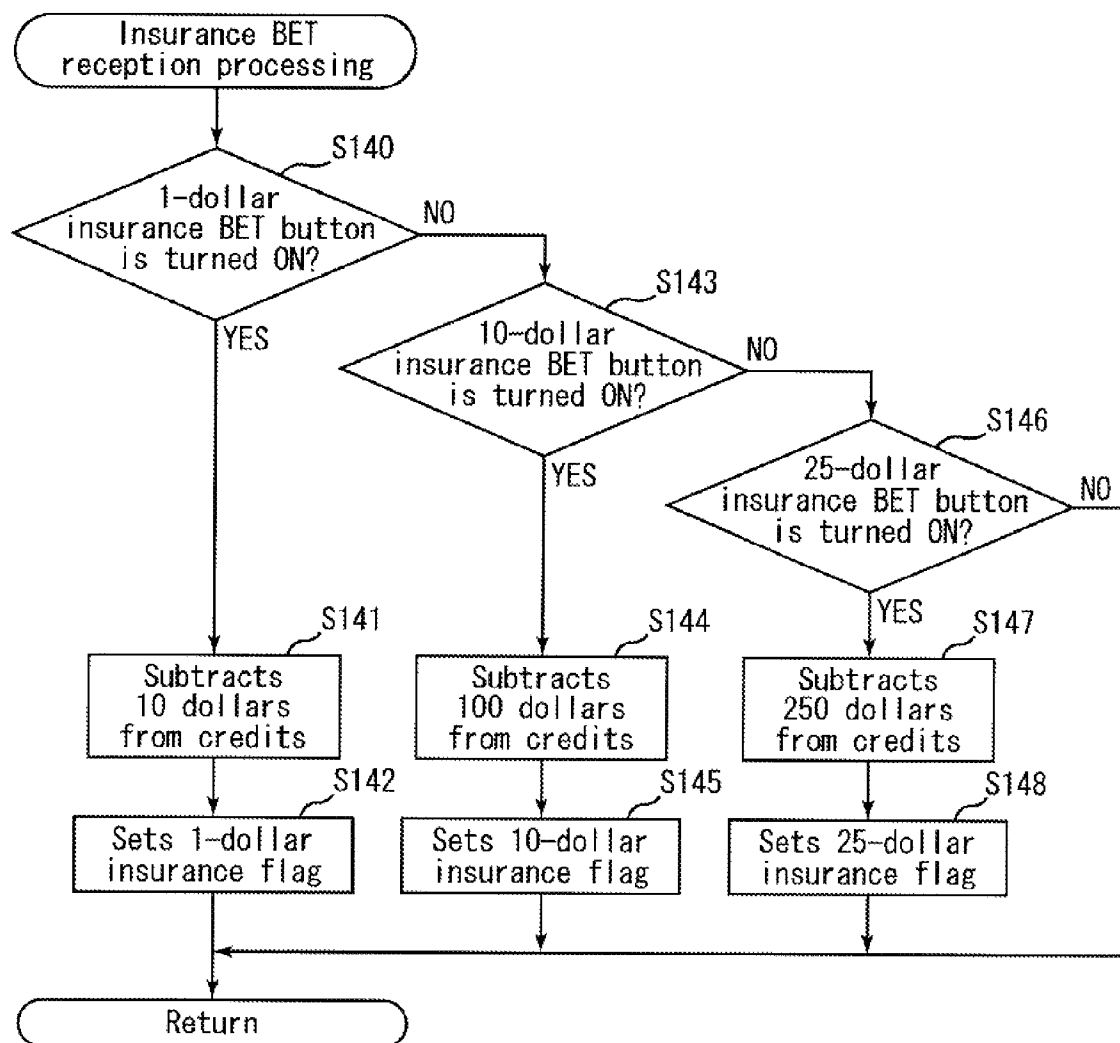 Insurance BET
reception processing
S140
1-dollar
insurance BET button
is turned ON?
NO
YES
S143
10-dollar
insurance BET button
is turned ON?
NO
YES
S146
25-dollar
insurance BET button
is turned ON?
NO
YES
S141
Subtracts
10 dollars
from credits
S144
Subtracts
100 dollars
from credits
S147
Subtracts
250 dollars
from credits
S142
Sets 1-dollar
insurance flag
S145
Sets 10-dollar
insurance flag
S148
Sets 25-dollar
insurance flag
Return